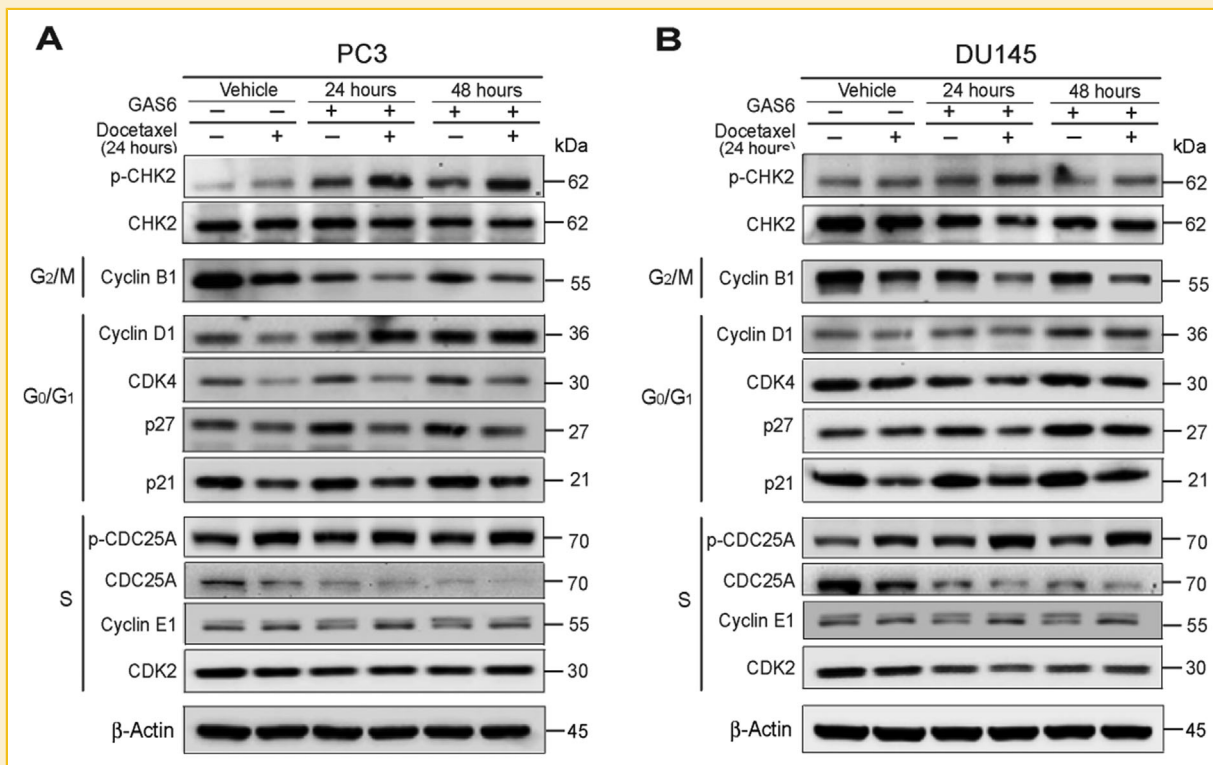 A
PC3
Vehicle 24 hours 48 hours
GAS6 − − + + + +
Docetaxel
(24 hours) − + − + − +
kDa
p-CHK2 62
CHK2 62
G2/M Cyclin B1 55
Cyclin D1 36
CDK4 30
G0/G1
p27 27
p21 21
p-CDC25A 70
CDC25A 70
S
Cyclin E1 55
CDK2 30
β-Actin 45
B
DU145
Vehicle 24 hours 48 hours
GAS6 − − + + + +
Docetaxel
(24 hours) − + − + − +
kDa
p-CHK2 62
CHK2 62
G2/M Cyclin B1 55
Cyclin D1 36
CDK4 30
G0/G1
p27 27
p21 21
p-CDC25A 70
CDC25A 70
S
Cyclin E1 55
CDK2 30
β-Actin 45